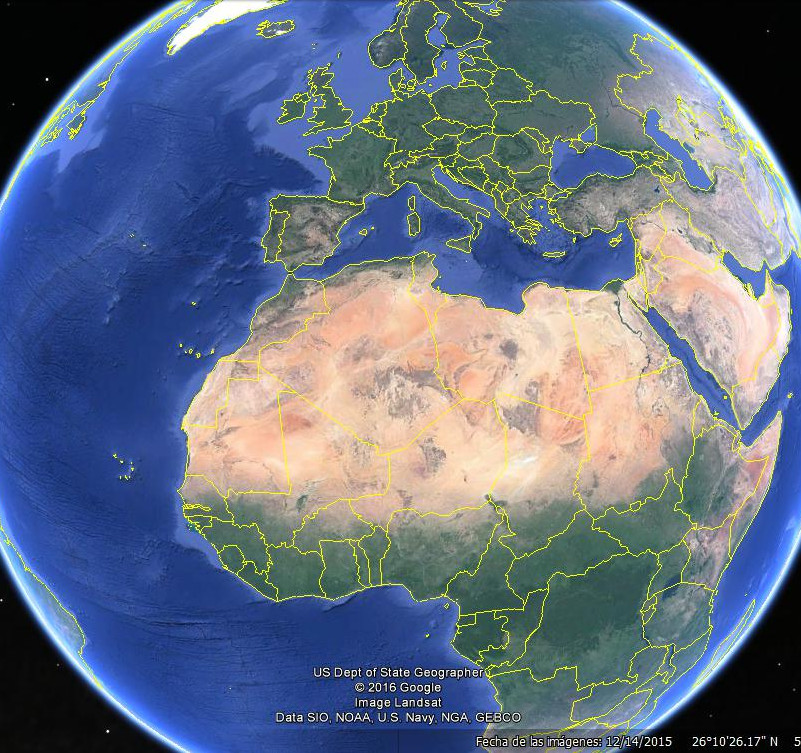 US Dept of State Geographer
© 2016 Google
Image Landsat
Data SIO, NOAA, U.S. Navy, NGA, GEBCO
Fecha de las imágenes: 12/14/2015 26°10'26.17" N 5